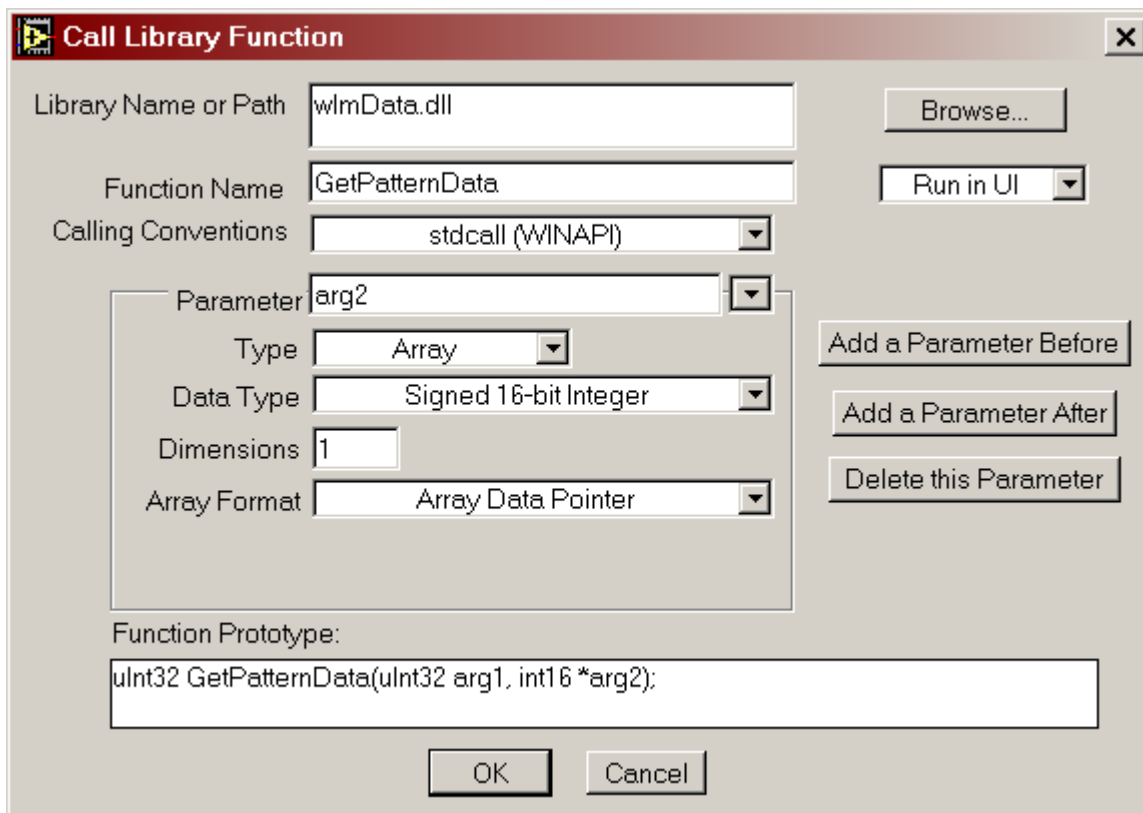 Call Library Function
Library Name or Path wlmData.dll Browse...
Function Name GetPatternData Run in UI
Calling Conventions stdcall (WINAPI)
Parameter arg2
Type Array Add a Parameter Before
Data Type Signed 16-bit Integer
Dimensions 1 Add a Parameter After
Array Format Array Data Pointer Delete this Parameter
Function Prototype:
uInt32 GetPatternData(uInt32 arg1, int16 *arg2);
OK Cancel